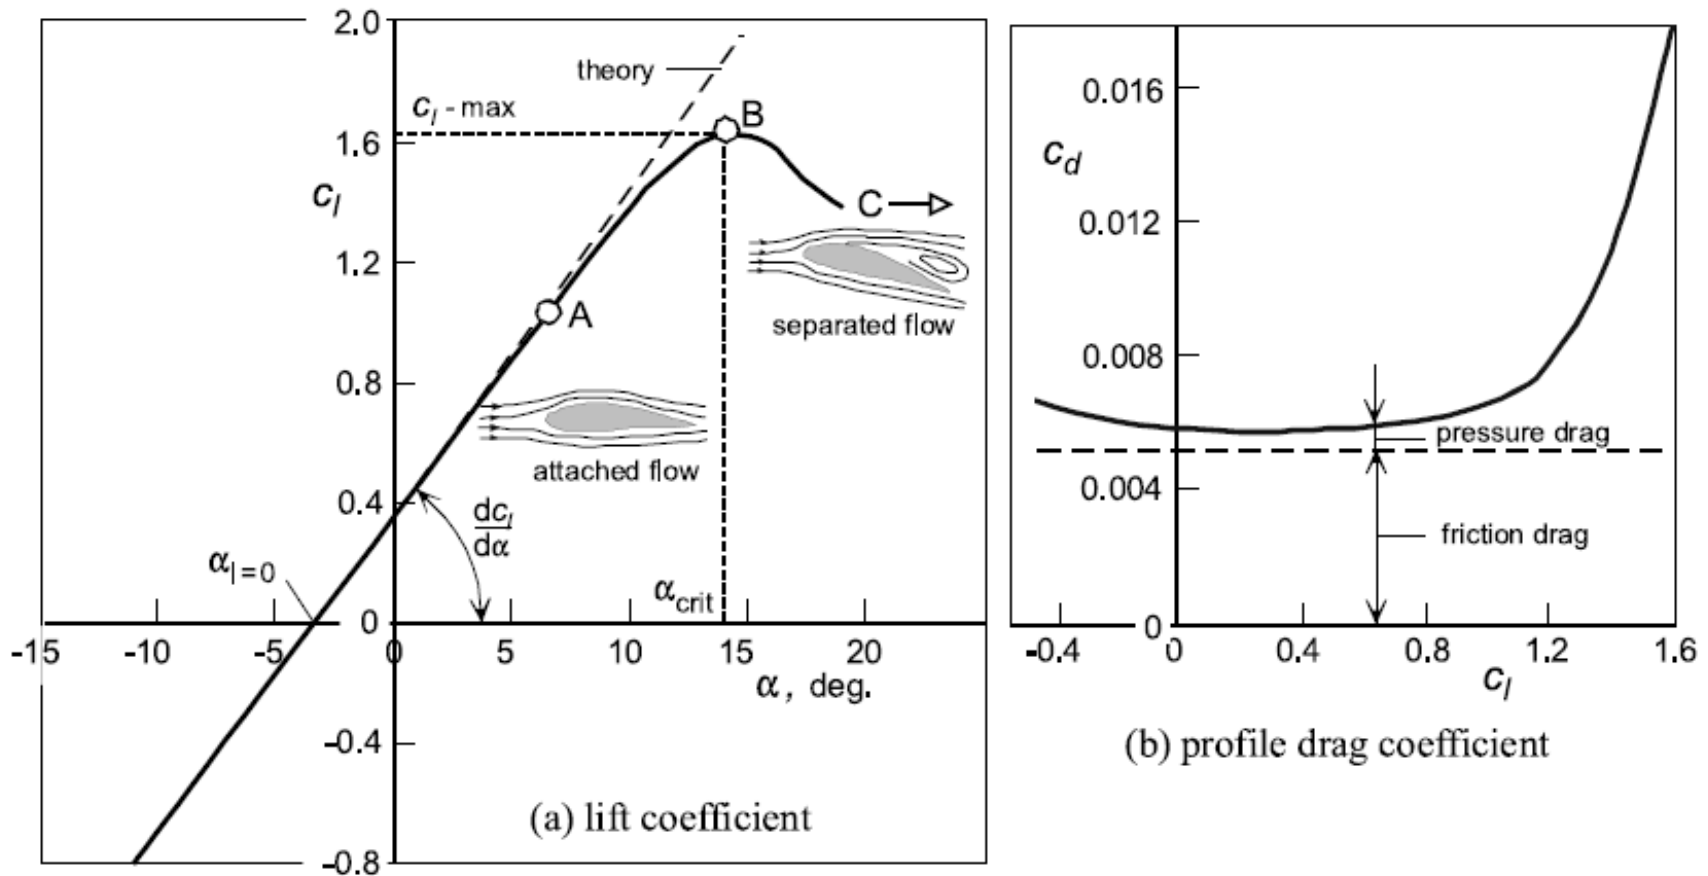 2.0
theory
c_l - max
B
1.6
c_l
C
1.2
A
separated flow
0.8
attached flow
0.4
dc_l
dα
α_l=0
α_crit
0
-15 -10 -5 0 5 10 15 20
α, deg.
-0.4
(a) lift coefficient
-0.8
0.016
c_d
0.012
0.008
pressure drag
0.004
friction drag
0
-0.4 0 0.4 0.8 1.2 1.6
c_l
(b) profile drag coefficient